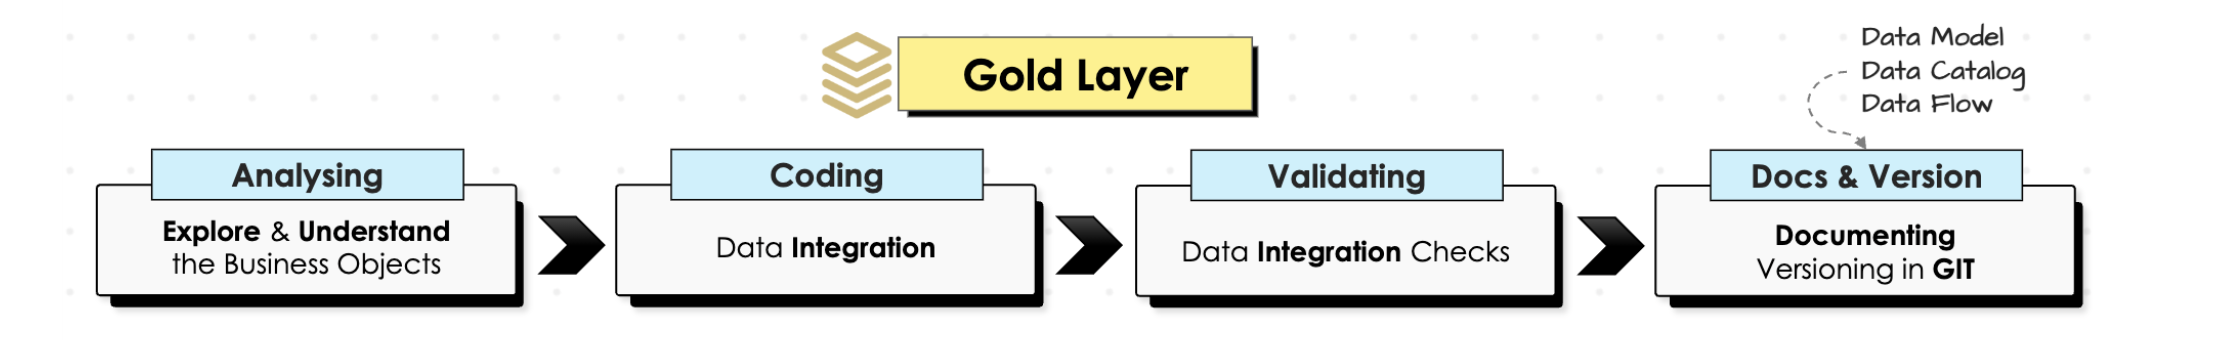 Gold Layer
Data Model
Data Catalog
Data Flow
Analysing
Explore & Understand
the Business Objects
Coding
Data Integration
Validating
Data Integration Checks
Docs & Version
Documenting
Versioning in GIT